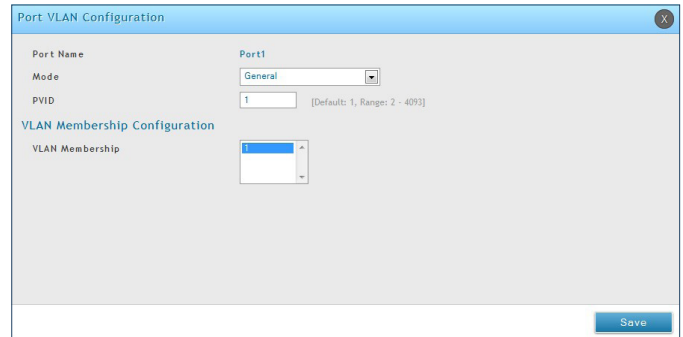 Port VLAN Configuration X
Port Name Port1
Mode General
PVID 1 [Default: 1, Range: 2 - 4093]
VLAN Membership Configuration
VLAN Membership 1
Save